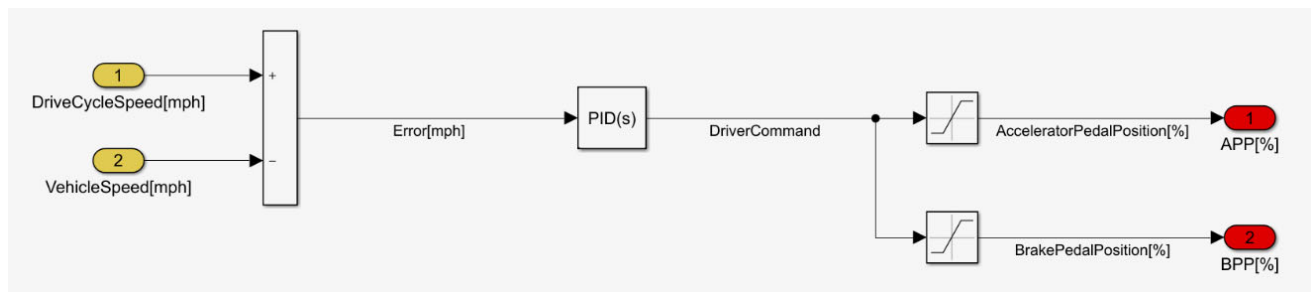 1
DriveCycleSpeed[mph]
2
VehicleSpeed[mph]
+
−
Error[mph]
PID(s)
DriverCommand
AcceleratorPedalPosition[%]
1
APP[%]
BrakePedalPosition[%]
2
BPP[%]